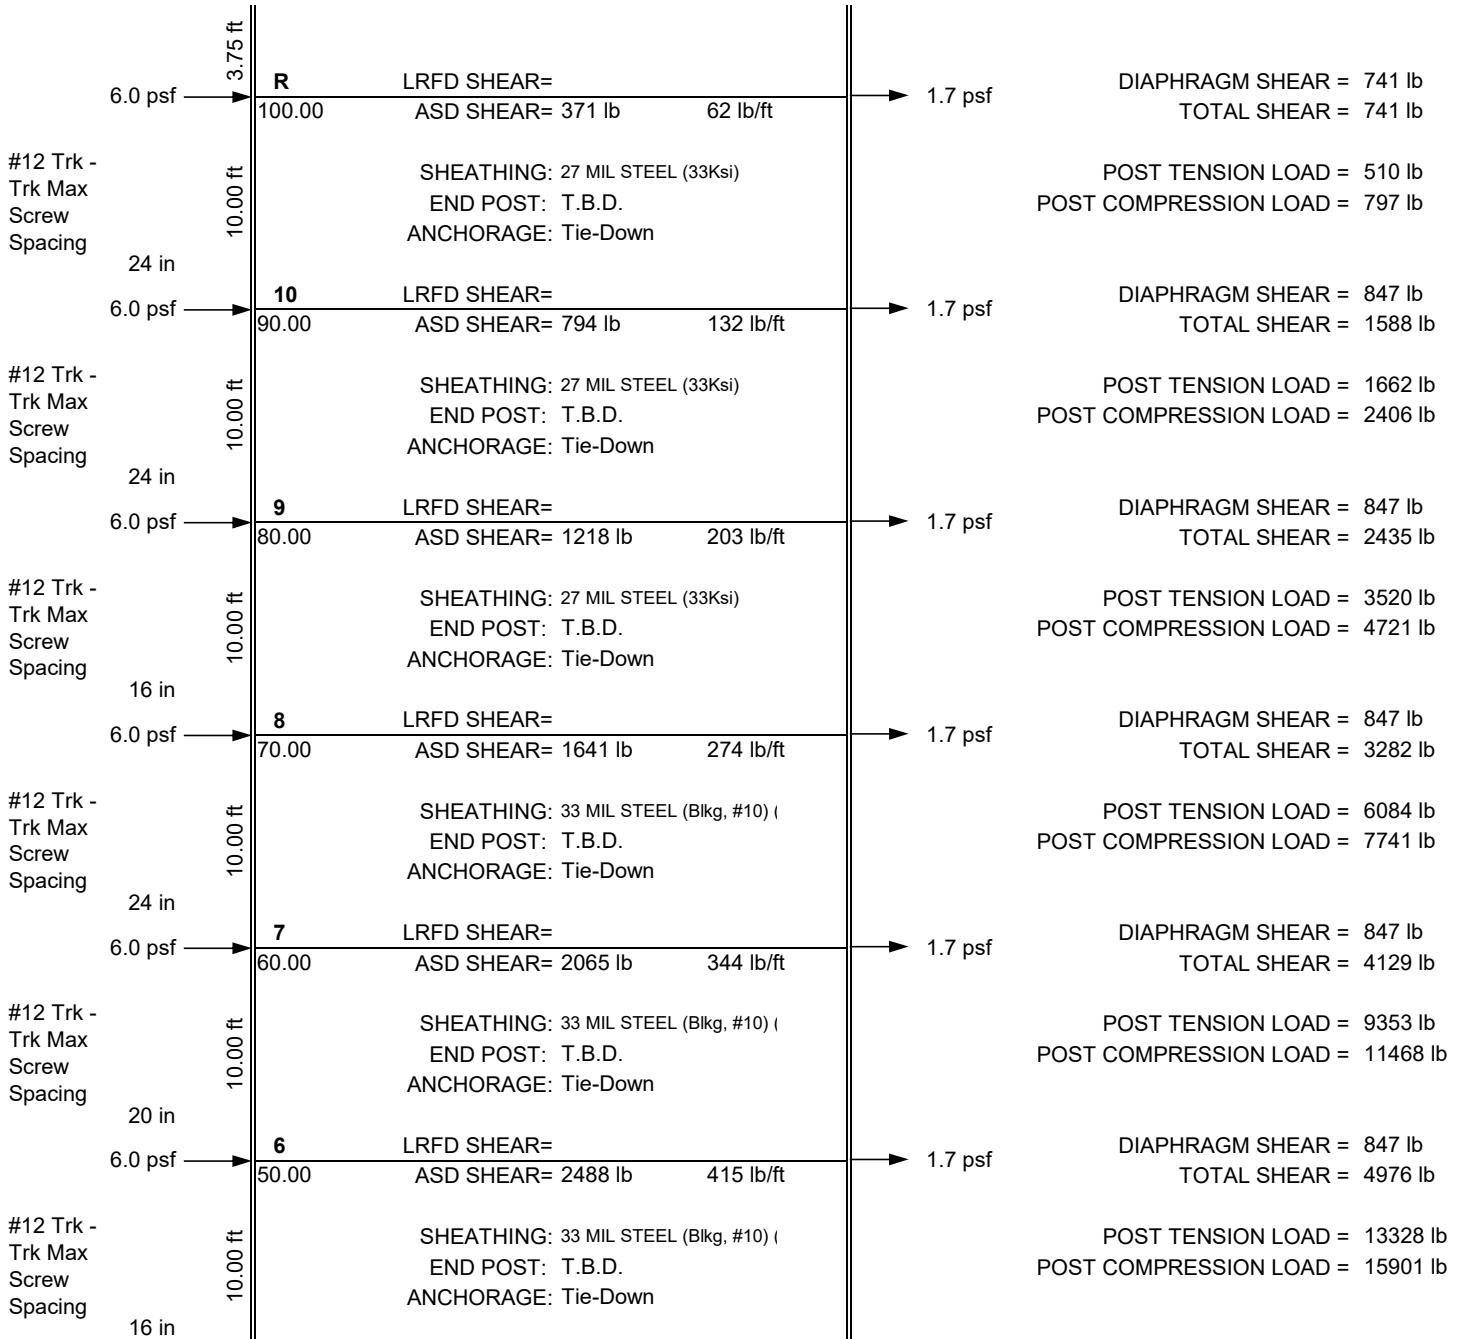 3.75 ft
R LRFD SHEAR= DIAPHRAGM SHEAR = 741 lb
6.0 psf 1.7 psf
100.00 ASD SHEAR= 371 lb 62 lb/ft TOTAL SHEAR = 741 lb
#12 Trk -
Trk Max
Screw
Spacing
10.00 ft
SHEATHING: 27 MIL STEEL (33Ksi) POST TENSION LOAD = 510 lb
END POST: T.B.D. POST COMPRESSION LOAD = 797 lb
ANCHORAGE: Tie-Down
24 in
10 LRFD SHEAR= DIAPHRAGM SHEAR = 847 lb
6.0 psf 1.7 psf
90.00 ASD SHEAR= 794 lb 132 lb/ft TOTAL SHEAR = 1588 lb
#12 Trk -
Trk Max
Screw
Spacing
10.00 ft
SHEATHING: 27 MIL STEEL (33Ksi) POST TENSION LOAD = 1662 lb
END POST: T.B.D. POST COMPRESSION LOAD = 2406 lb
ANCHORAGE: Tie-Down
24 in
9 LRFD SHEAR= DIAPHRAGM SHEAR = 847 lb
6.0 psf 1.7 psf
80.00 ASD SHEAR= 1218 lb 203 lb/ft TOTAL SHEAR = 2435 lb
#12 Trk -
Trk Max
Screw
Spacing
10.00 ft
SHEATHING: 27 MIL STEEL (33Ksi) POST TENSION LOAD = 3520 lb
END POST: T.B.D. POST COMPRESSION LOAD = 4721 lb
ANCHORAGE: Tie-Down
16 in
8 LRFD SHEAR= DIAPHRAGM SHEAR = 847 lb
6.0 psf 1.7 psf
70.00 ASD SHEAR= 1641 lb 274 lb/ft TOTAL SHEAR = 3282 lb
#12 Trk -
Trk Max
Screw
Spacing
10.00 ft
SHEATHING: 33 MIL STEEL (Blkg, #10) ( POST TENSION LOAD = 6084 lb
END POST: T.B.D. POST COMPRESSION LOAD = 7741 lb
ANCHORAGE: Tie-Down
24 in
7 LRFD SHEAR= DIAPHRAGM SHEAR = 847 lb
6.0 psf 1.7 psf
60.00 ASD SHEAR= 2065 lb 344 lb/ft TOTAL SHEAR = 4129 lb
#12 Trk -
Trk Max
Screw
Spacing
10.00 ft
SHEATHING: 33 MIL STEEL (Blkg, #10) ( POST TENSION LOAD = 9353 lb
END POST: T.B.D. POST COMPRESSION LOAD = 11468 lb
ANCHORAGE: Tie-Down
20 in
6 LRFD SHEAR= DIAPHRAGM SHEAR = 847 lb
6.0 psf 1.7 psf
50.00 ASD SHEAR= 2488 lb 415 lb/ft TOTAL SHEAR = 4976 lb
#12 Trk -
Trk Max
Screw
Spacing
10.00 ft
SHEATHING: 33 MIL STEEL (Blkg, #10) ( POST TENSION LOAD = 13328 lb
END POST: T.B.D. POST COMPRESSION LOAD = 15901 lb
ANCHORAGE: Tie-Down
16 in